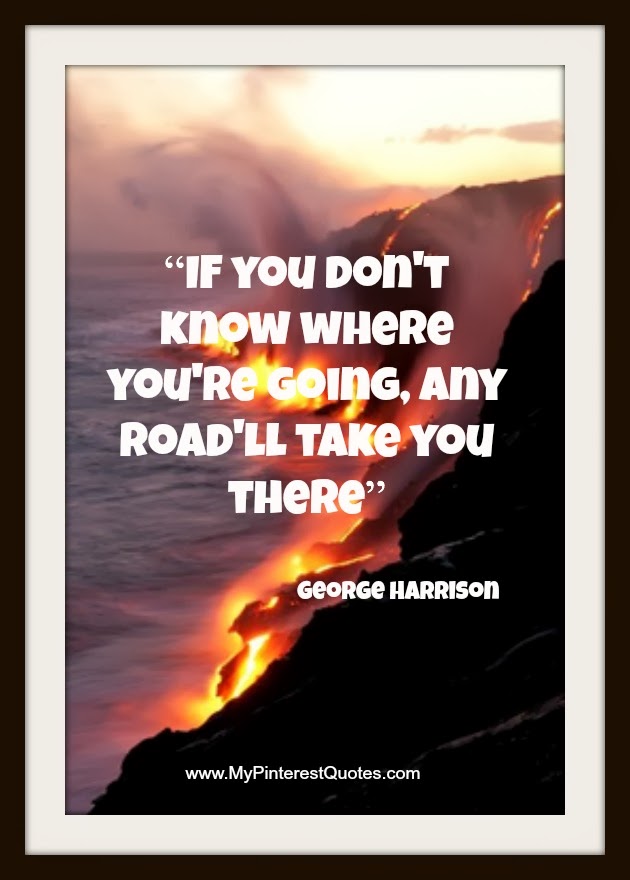 “If you don't
know where
you're going, any
road'll take you
there”
George Harrison
www.MyPinterestQuotes.com